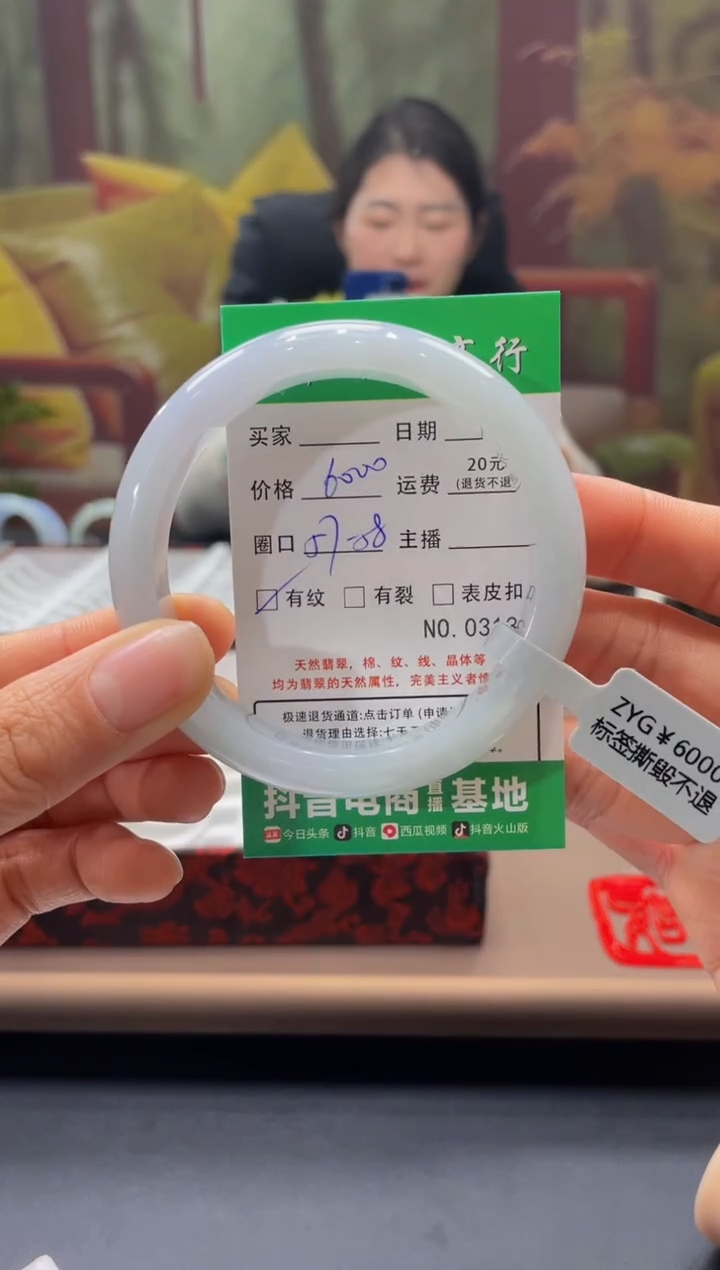 行
买家 日期
价格 6000 运费 20元
(退货不退
圈口 57-58 主播
有纹 有裂 表皮扣
NO.0313
天然翡翠，棉、纹、线、晶体等
均为翡翠的天然属性，完美主义者
极速退货通道:点击订单(申请
退货理由选择:七天
抖音电商 直播 基地
今日头条 抖音 西瓜视频 抖音火山版
ZYG￥6000
标签撕毁不退